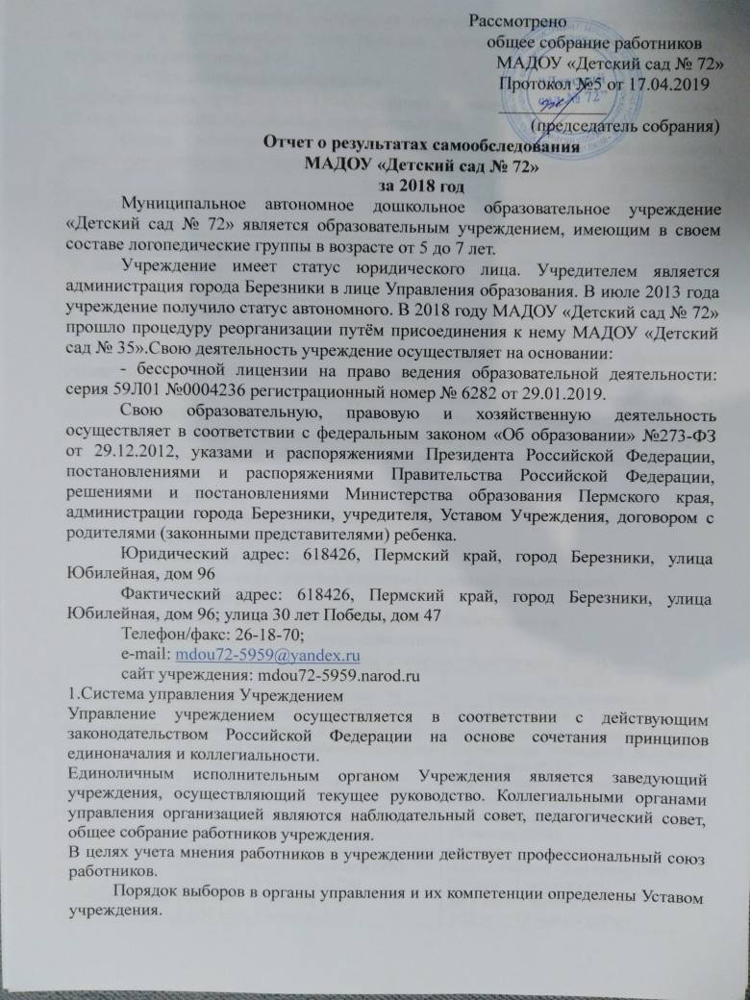 Рассмотрено
общее собрание работников
МАДОУ «Детский сад № 72»
Протокол №5 от 17.04.2019
(председатель собрания)
Отчет о результатах самообследования
МАДОУ «Детский сад № 72»
за 2018 год
Муниципальное автономное дошкольное образовательное учреждение
«Детский сад № 72» является образовательным учреждением, имеющим в своем
составе логопедические группы в возрасте от 5 до 7 лет.
Учреждение имеет статус юридического лица. Учредителем является
администрация города Березники в лице Управления образования. В июле 2013 года
учреждение получило статус автономного. В 2018 году МАДОУ «Детский сад № 72»
прошло процедуру реорганизации путём присоединения к нему МАДОУ «Детский
сад № 35».Свою деятельность учреждение осуществляет на основании:
- бессрочной лицензии на право ведения образовательной деятельности:
серия 59Л01 №0004236 регистрационный номер № 6282 от 29.01.2019.
Свою образовательную, правовую и хозяйственную деятельность
осуществляет в соответствии с федеральным законом «Об образовании» №273-ФЗ
от 29.12.2012, указами и распоряжениями Президента Российской Федерации,
постановлениями и распоряжениями Правительства Российской Федерации,
решениями и постановлениями Министерства образования Пермского края,
администрации города Березники, учредителя, Уставом Учреждения, договором с
родителями (законными представителями) ребенка.
Юридический адрес: 618426, Пермский край, город Березники, улица
Юбилейная, дом 96
Фактический адрес: 618426, Пермский край, город Березники, улица
Юбилейная, дом 96; улица 30 лет Победы, дом 47
Телефон/факс: 26-18-70;
e-mail: mdou72-5959@yandex.ru
сайт учреждения: mdou72-5959.narod.ru
1.Система управления Учреждением
Управление учреждением осуществляется в соответствии с действующим
законодательством Российской Федерации на основе сочетания принципов
единоначалия и коллегиальности.
Единоличным исполнительным органом Учреждения является заведующий
учреждения, осуществляющий текущее руководство. Коллегиальными органами
управления организацией являются наблюдательный совет, педагогический совет,
общее собрание работников учреждения.
В целях учета мнения работников в учреждении действует профессиональный союз
работников.
Порядок выборов в органы управления и их компетенции определены Уставом
учреждения.